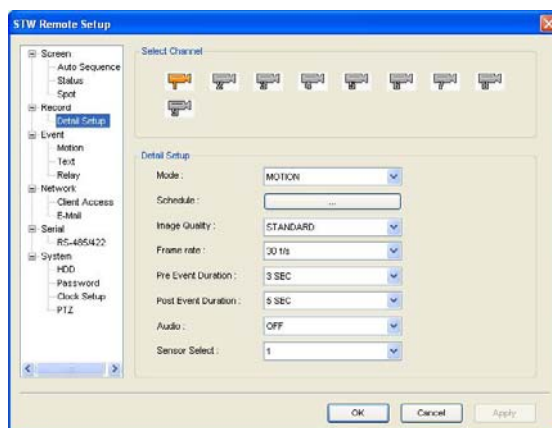 STW Remote Setup
Screen
Auto Sequence
Status
Spot
Record
Detail Setup
Event
Motion
Text
Relay
Network
Client Access
E-Mail
Serial
RS-485/422
System
HDD
Password
Clock Setup
PTZ
Select Channel
1
Detail Setup
Mode : MOTION
Schedule : ...
Image Quality : STANDARD
Frame rate : 30 f/s
Pre Event Duration : 3 SEC
Post Event Duration : 5 SEC
Audio : OFF
Sensor Select : 1
OK Cancel Apply